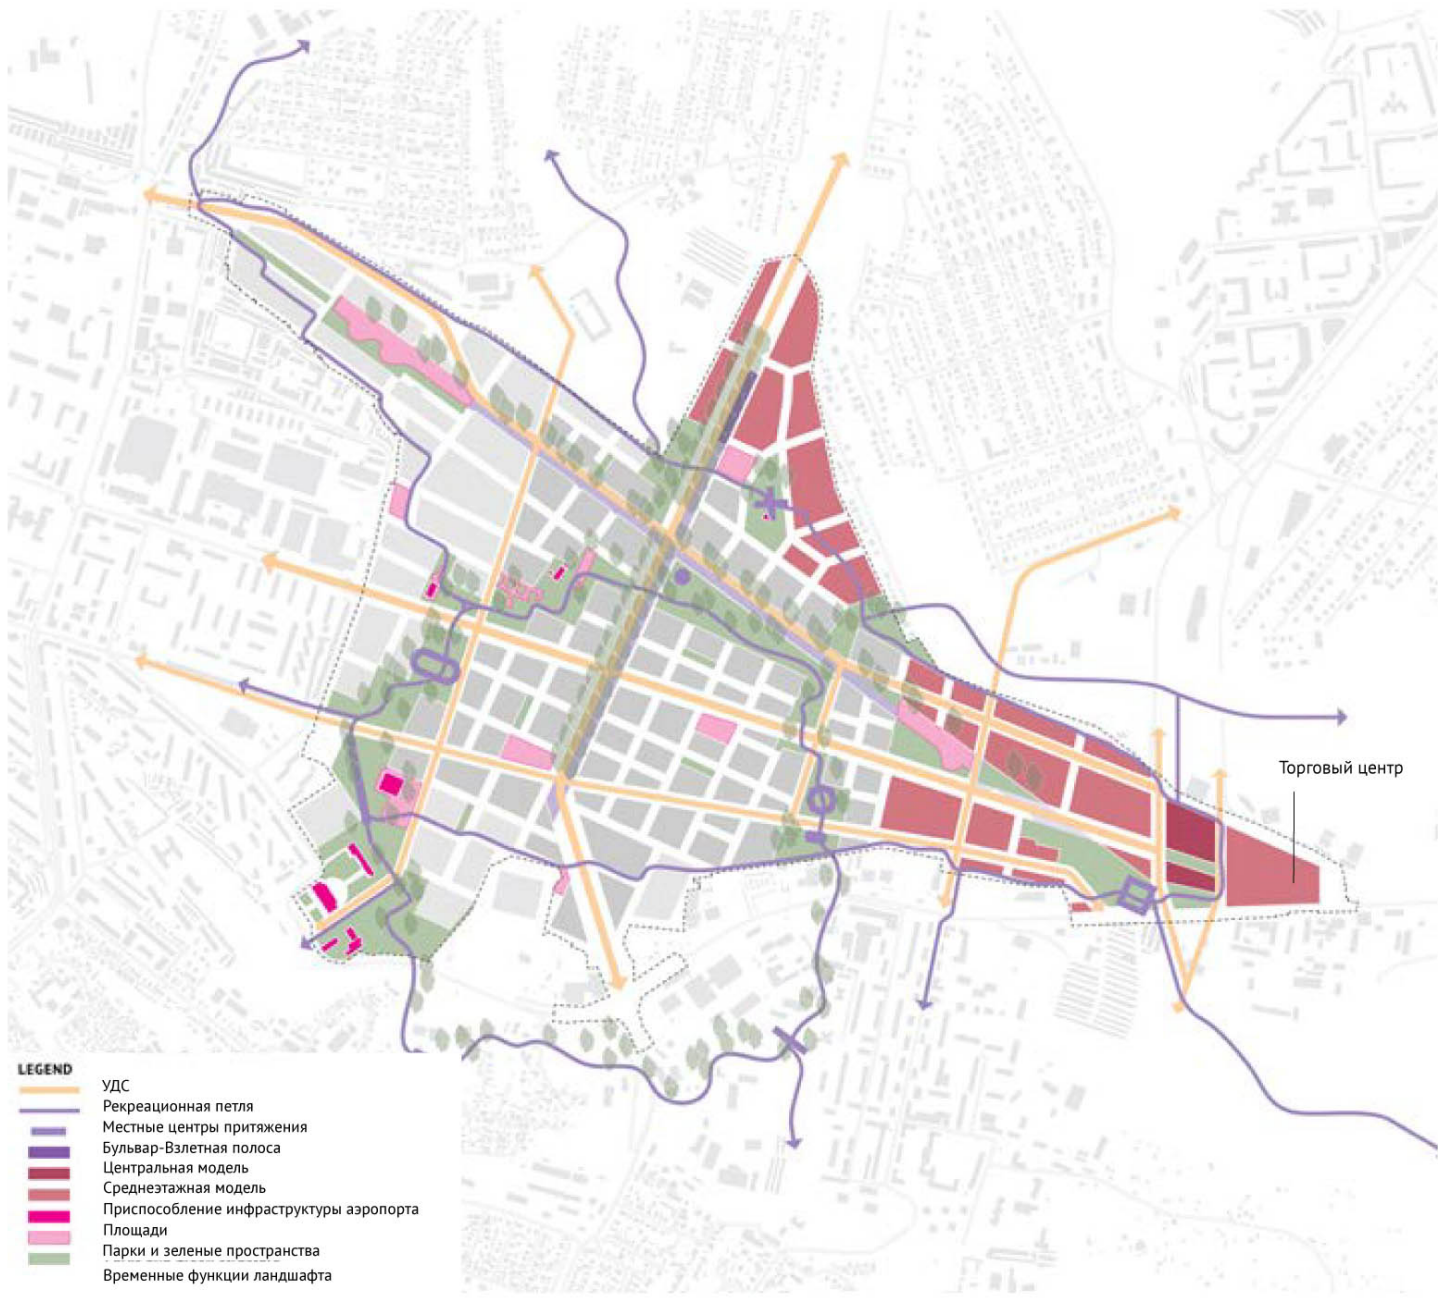 Торговый центр
LEGEND
УДС
Рекреационная петля
Местные центры притяжения
Бульвар-Взлетная полоса
Центральная модель
Среднеэтажная модель
Приспособление инфраструктуры аэропорта
Площади
Парки и зеленые пространства
Временные функции ландшафта